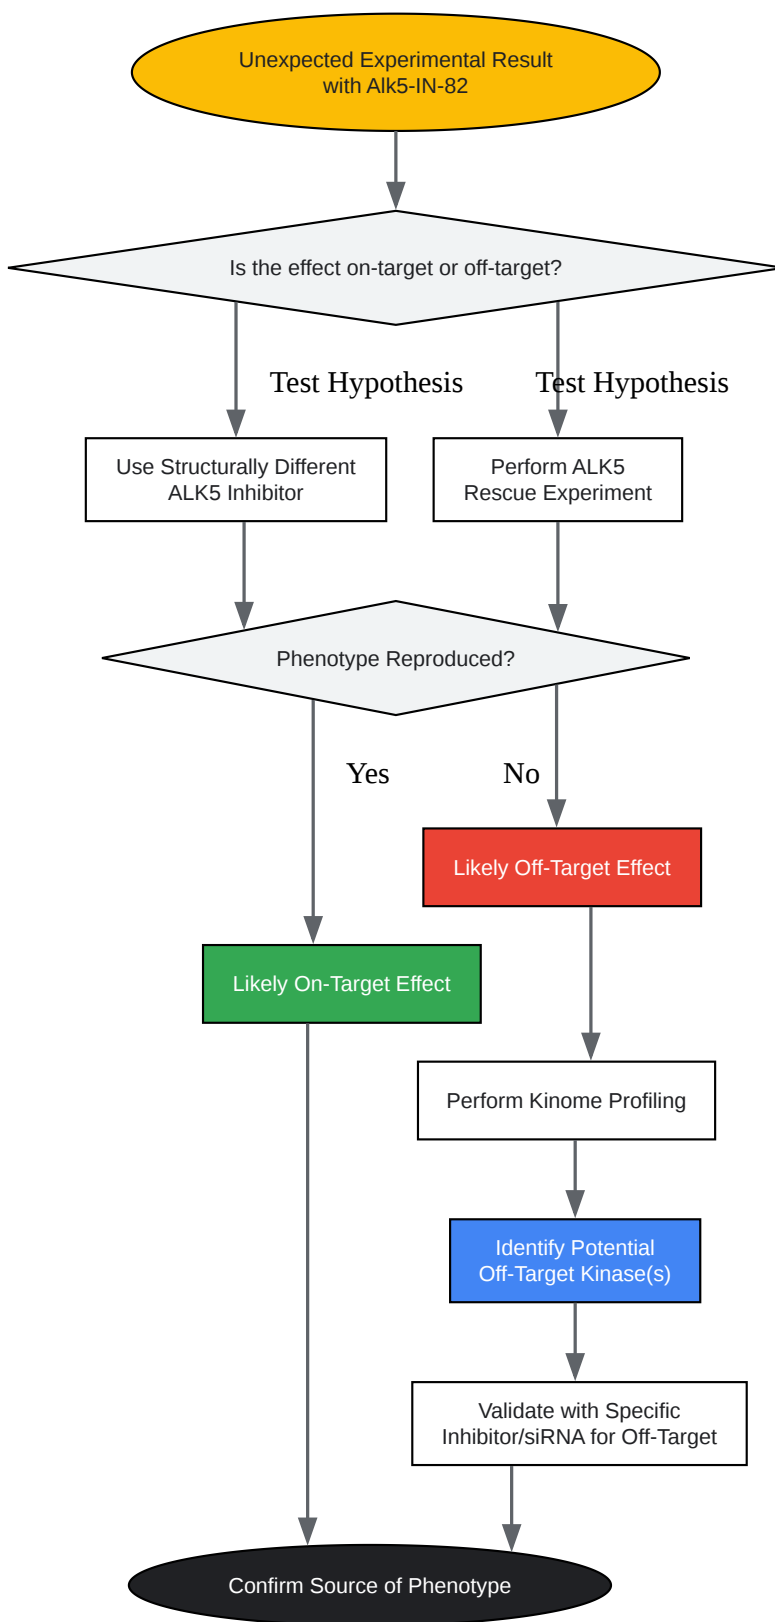 Unexpected Experimental Result
with Alk5-IN-82
Is the effect on-target or off-target?
Test Hypothesis
Test Hypothesis
Use Structurally Different
ALK5 Inhibitor
Perform ALK5
Rescue Experiment
Phenotype Reproduced?
Yes
No
Likely Off-Target Effect
Likely On-Target Effect
Perform Kinome Profiling
Identify Potential
Off-Target Kinase(s)
Validate with Specific
Inhibitor/siRNA for Off-Target
Confirm Source of Phenotype